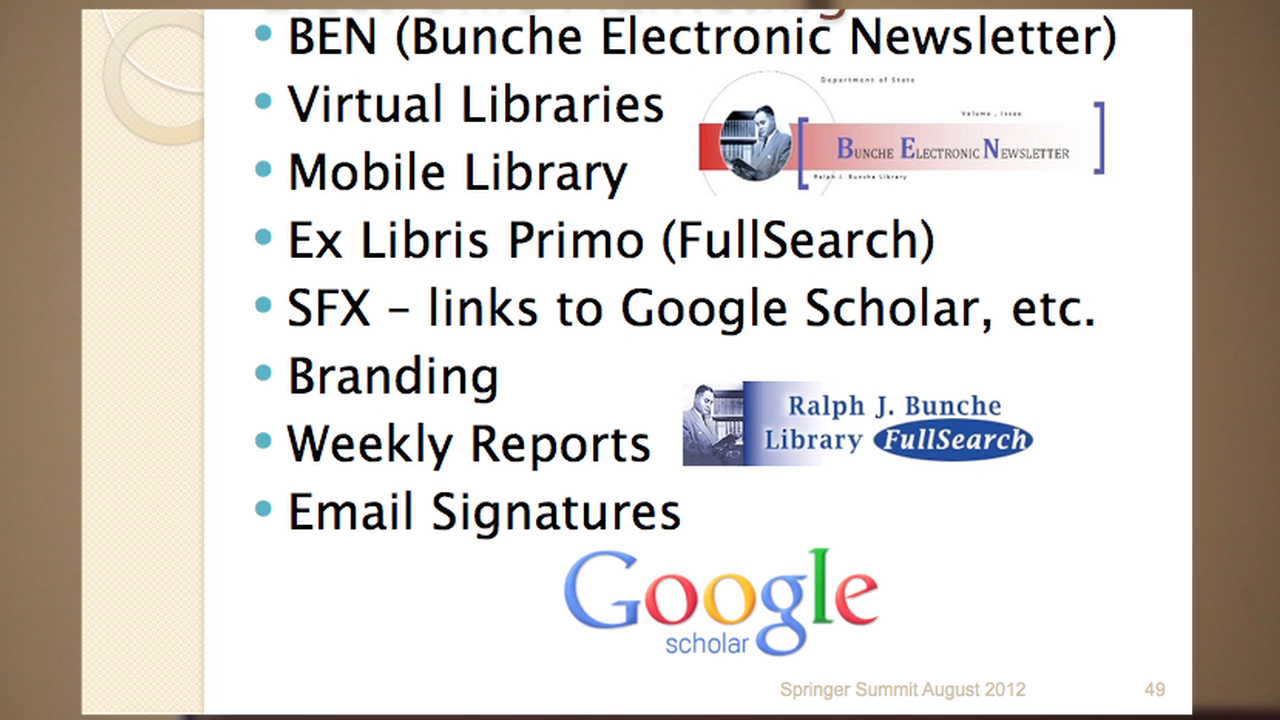 BEN (Bunche Electronic Newsletter)
Virtual Libraries
Department of State
Volume , Issue
BUNCHE ELECTRONIC NEWSLETTER
Ralph J. Bunche Library
Mobile Library
Ex Libris Primo (FullSearch)
SFX – links to Google Scholar, etc.
Branding
Ralph J. Bunche
Library FullSearch
Weekly Reports
Email Signatures
Google
scholar
Springer Summit August 2012 49